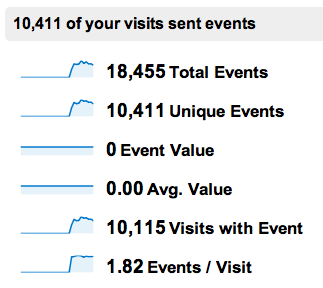 10,411 of your visits sent events
18,455 Total Events
10,411 Unique Events
0 Event Value
0.00 Avg. Value
10,115 Visits with Event
1.82 Events / Visit